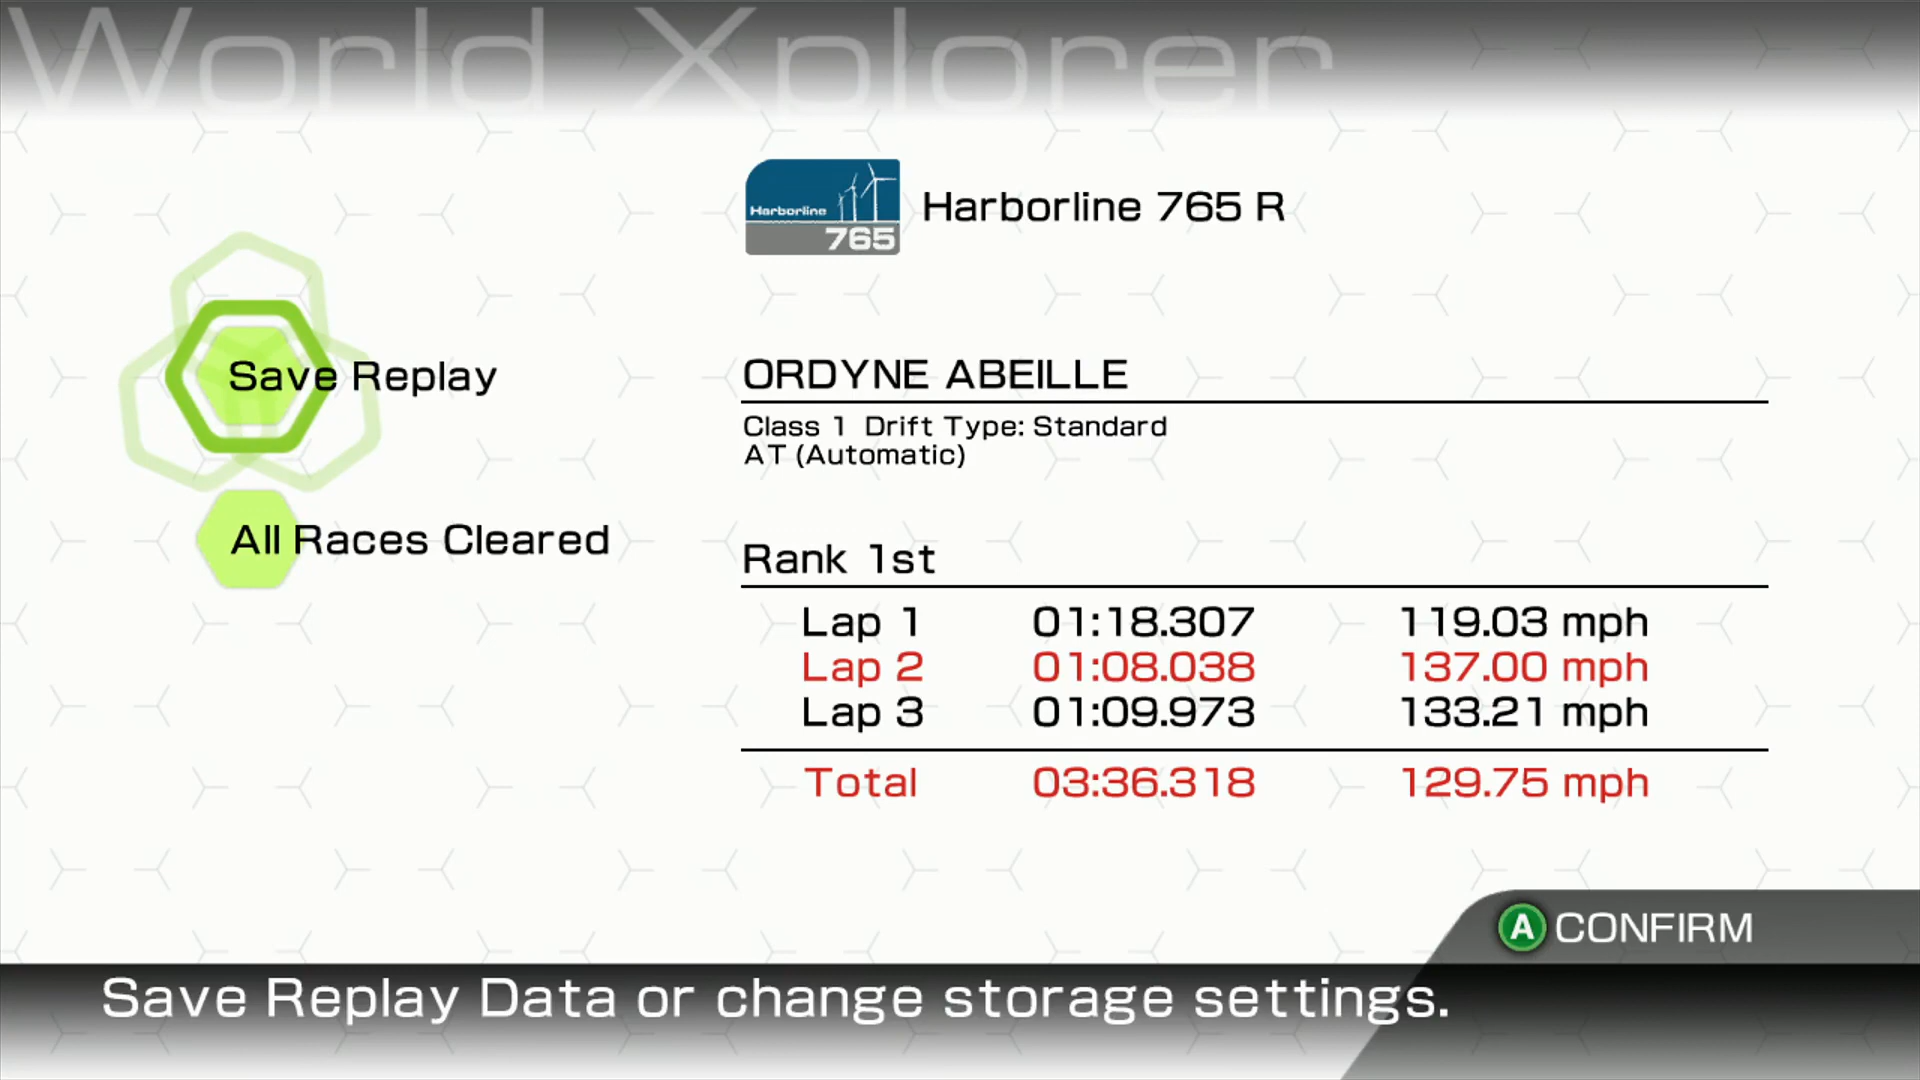 World Xplorer
Harborline
765
Harborline 765 R
Save Replay
All Races Cleared
ORDYNE ABEILLE
Class 1 Drift Type: Standard
AT (Automatic)
Rank 1st
Lap 1 01:18.307 119.03 mph
Lap 2 01:08.038 137.00 mph
Lap 3 01:09.973 133.21 mph
Total 03:36.318 129.75 mph
A CONFIRM
Save Replay Data or change storage settings.